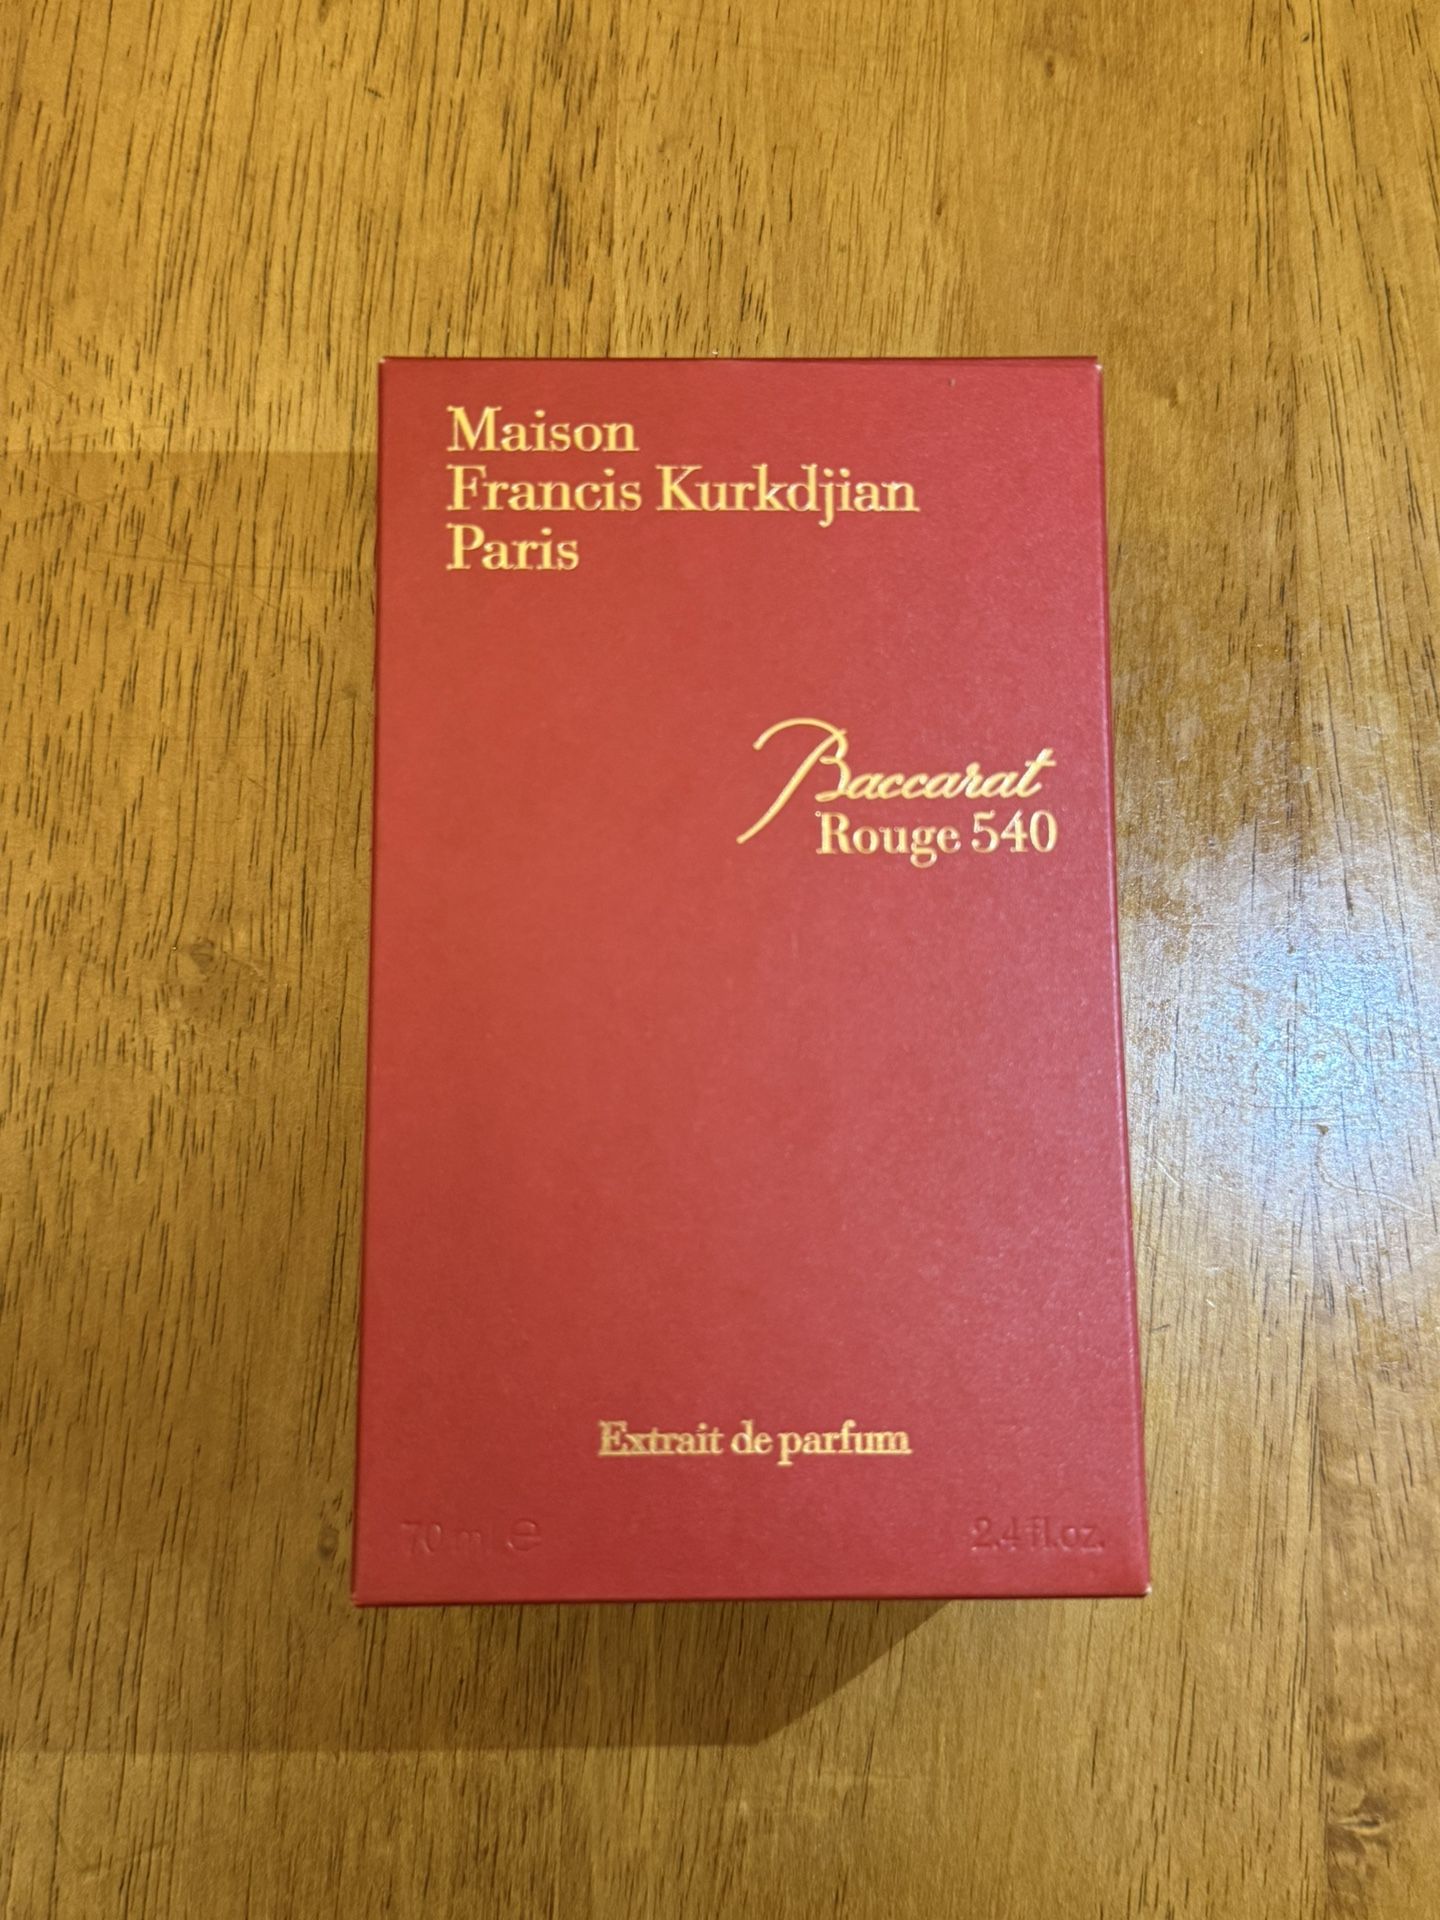 Maison
Francis Kurkdjian
Paris
Baccarat
Rouge 540
Extrait de parfum
70 ml ℮ 2.4 fl.oz.